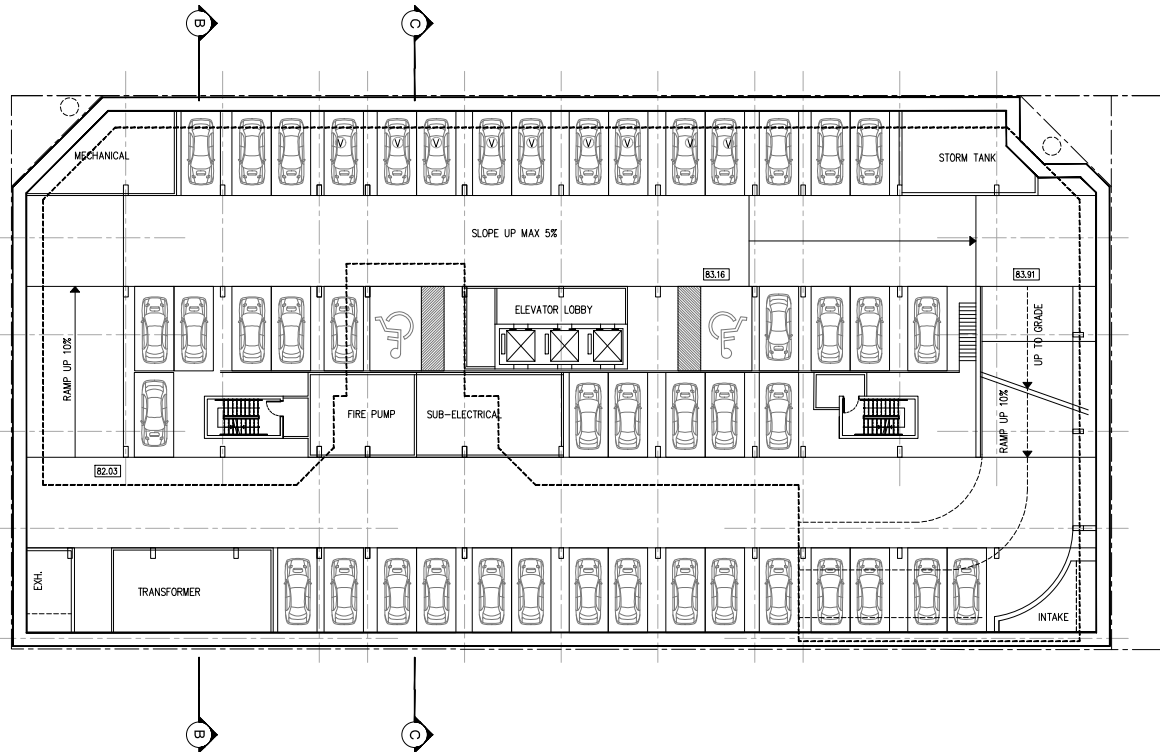 B
C
MECHANICAL
V V V V V V V V V
STORM TANK
SLOPE UP MAX 5%
83.16
83.91
ELEVATOR LOBBY
RAMP UP 10%
UP TO GRADE
FIRE PUMP
SUB-ELECTRICAL
RAMP UP 10%
82.03
EXH.
TRANSFORMER
INTAKE
B
C